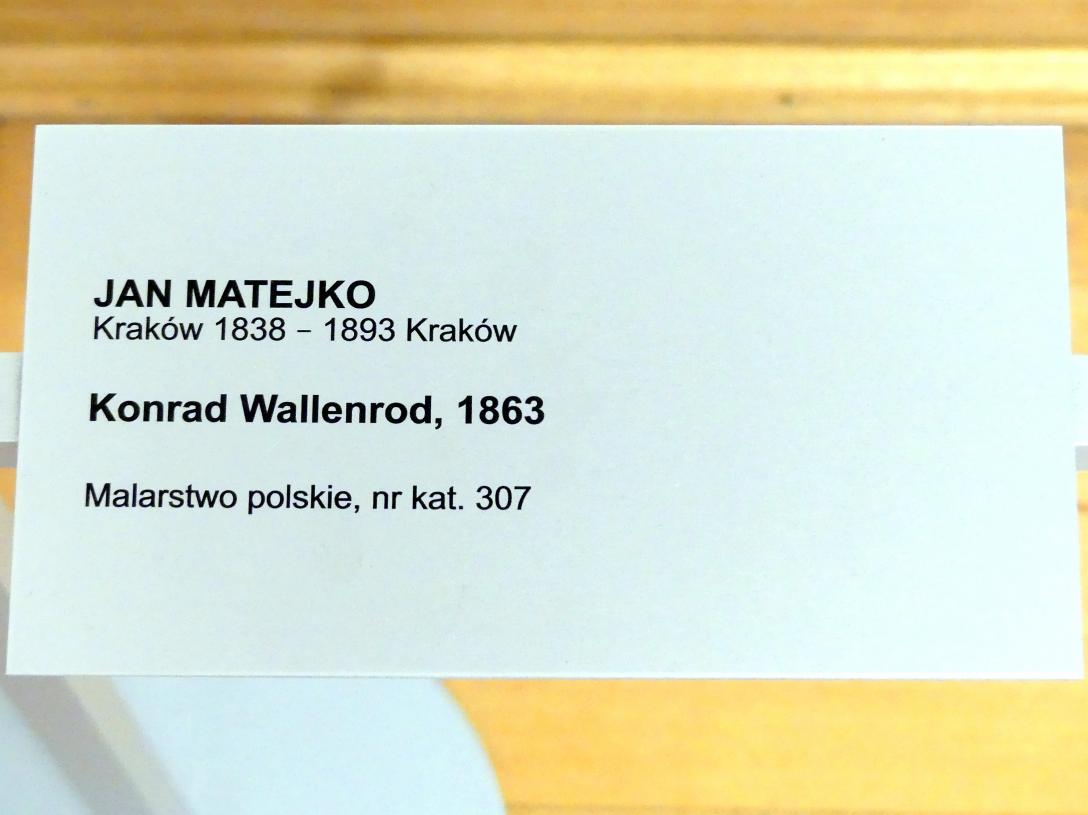 JAN MATEJKO
Kraków 1838 – 1893 Kraków
Konrad Wallenrod, 1863
Malarstwo polskie, nr kat. 307